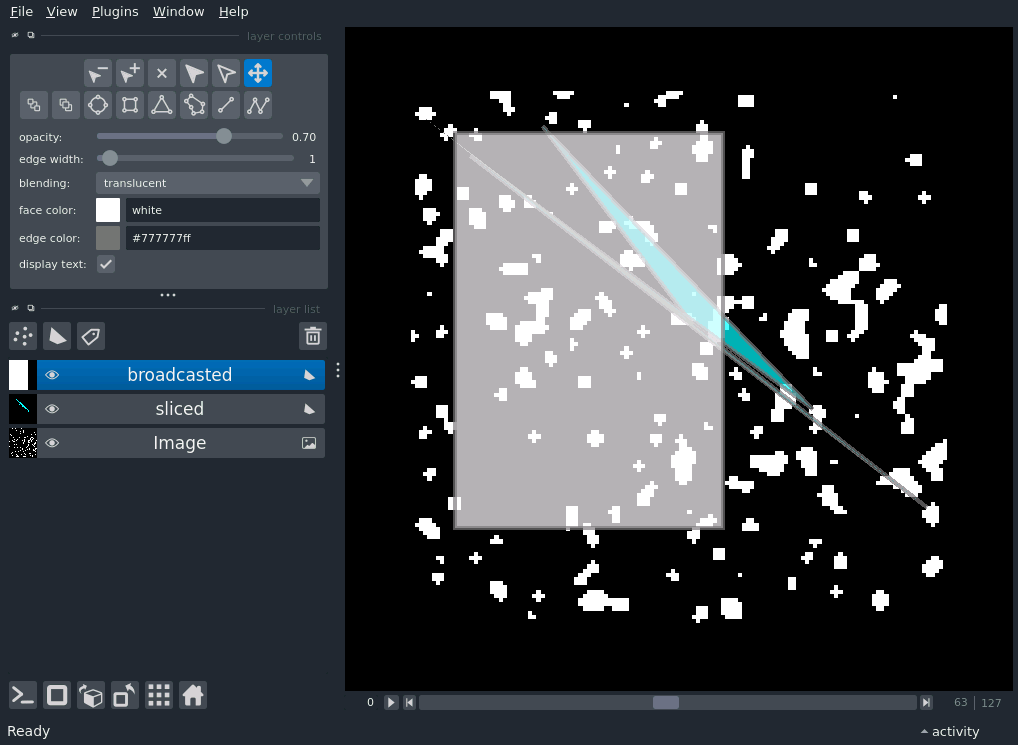 File View Plugins Window Help
layer controls
opacity: 0.70
edge width: 1
blending: translucent
face color: white
edge color: #777777ff
display text:
layer list
broadcasted
sliced
Image
0 63 127
Ready activity